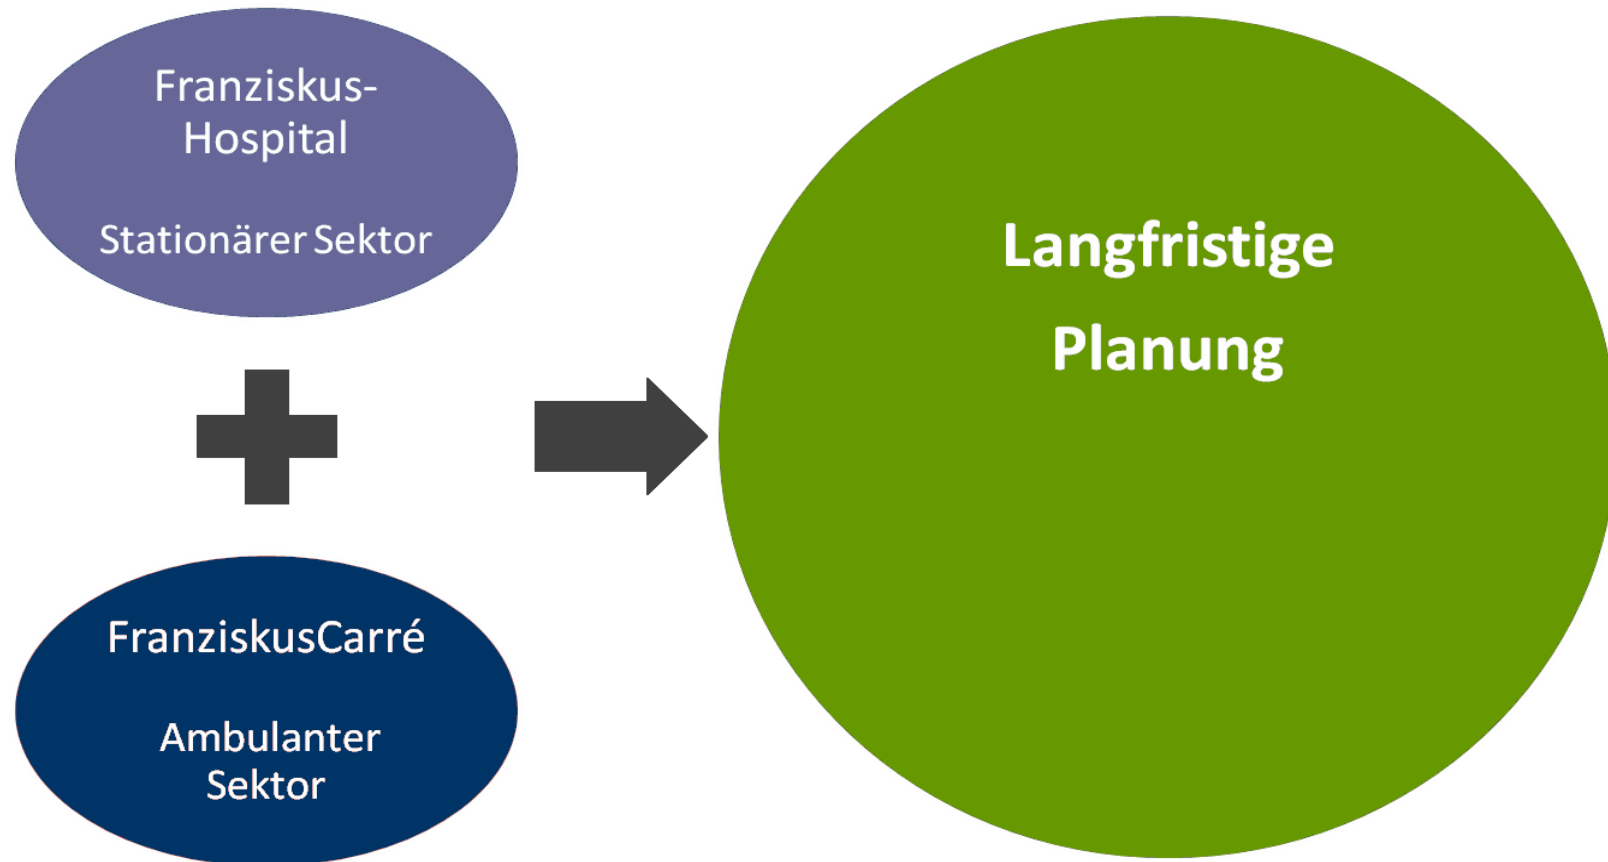 Franziskus-
Hospital
Stationärer Sektor
FranziskusCarré
Ambulanter
Sektor
Langfristige
Planung